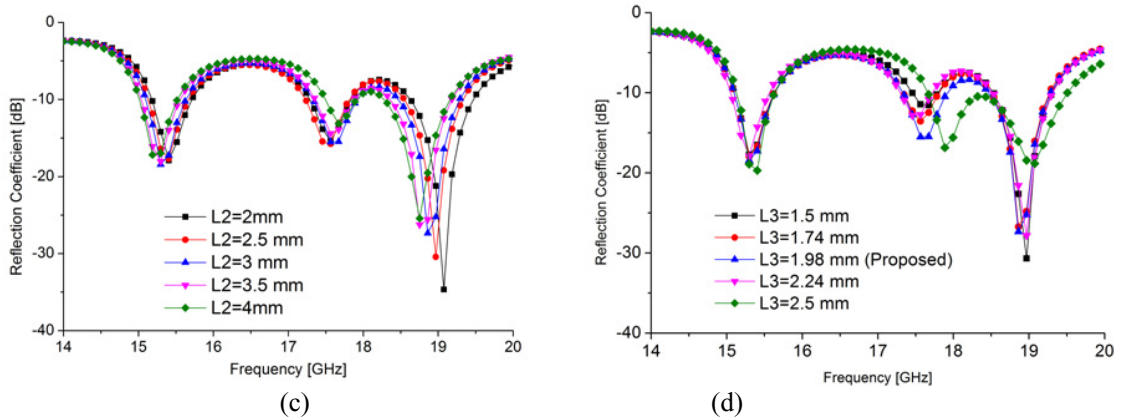 0
-10
-20
-30
-40
Reflection Coefficient [dB]
L2=2mm
L2=2.5 mm
L2=3 mm
L2=3.5 mm
L2=4mm
14 15 16 17 18 19 20
Frequency [GHz]
(c)
0
-10
-20
-30
-40
Reflection Coefficient [dB]
L3=1.5 mm
L3=1.74 mm
L3=1.98 mm (Proposed)
L3=2.24 mm
L3=2.5 mm
14 15 16 17 18 19 20
Frequency [GHz]
(d)